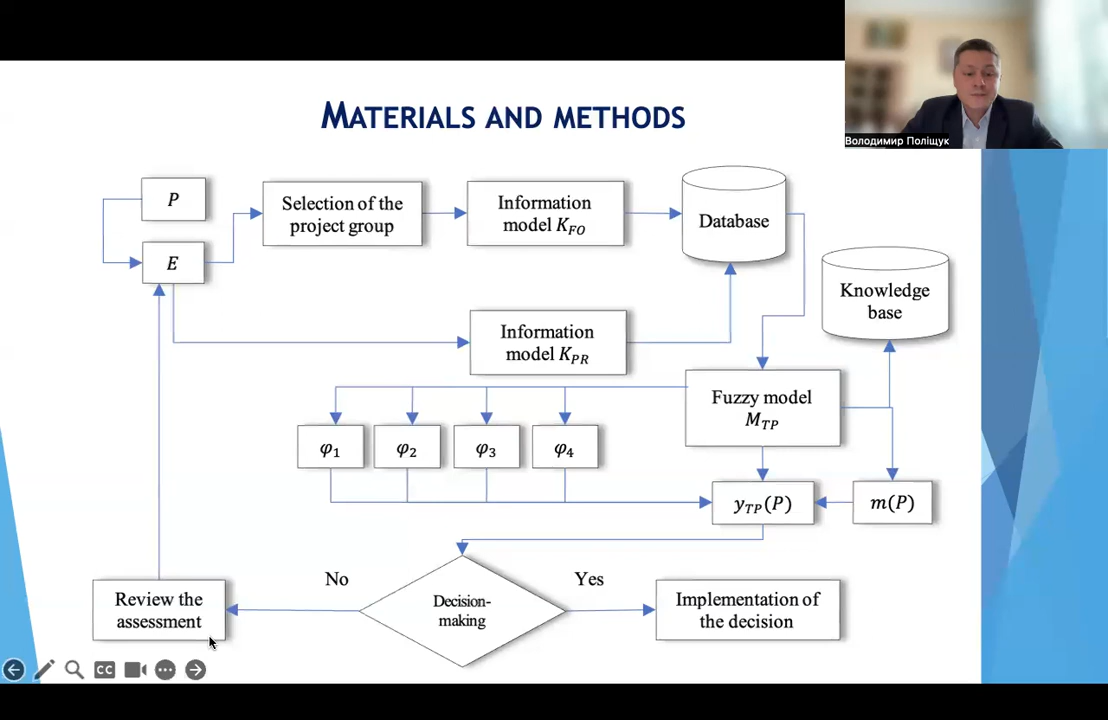 MATERIALS AND METHODS
Володимир Поліщук
P
E
Selection of the
project group
Information
model K_FO
Database
Knowledge
base
Information
model K_PR
Fuzzy model
M_TP
φ1
φ2
φ3
φ4
y_TP(P)
m(P)
No
Yes
Decision-
making
Review the
assessment
Implementation of
the decision
CC